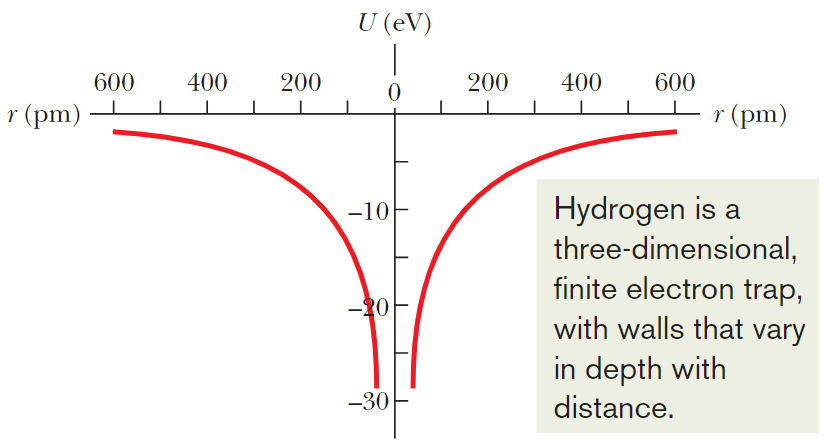 U (eV)
600 400 200 0 200 400 600
r (pm) r (pm)
−10
−20
−30
Hydrogen is a
three-dimensional,
finite electron trap,
with walls that vary
in depth with
distance.